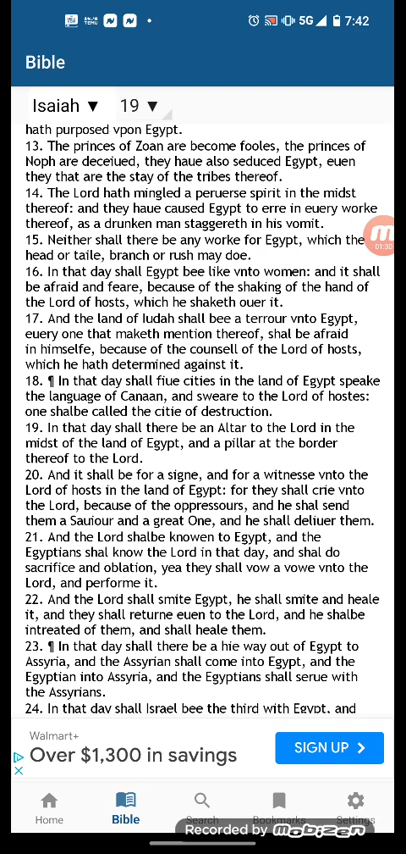 5G 7:42
Bible
Isaiah ▼ 19 ▼
hath purposed vpon Egypt.
13. The princes of Zoan are become fooles, the princes of
Noph are deceiued, they haue also seduced Egypt, euen
they that are the stay of the tribes thereof.
14. The Lord hath mingled a peruerse spirit in the midst
thereof: and they haue caused Egypt to erre in euery worke
thereof, as a drunken man staggereth in his vomit.
15. Neither shall there be any worke for Egypt, which the
head or taile, branch or rush may doe.
01:30
16. In that day shall Egypt bee like vnto women: and it shall
be afraid and feare, because of the shaking of the hand of
the Lord of hosts, which he shaketh ouer it.
17. And the land of Iudah shall bee a terrour vnto Egypt,
euery one that maketh mention thereof, shal be afraid
in himselfe, because of the counsell of the Lord of hosts,
which he hath determined against it.
18. ¶ In that day shall fiue cities in the land of Egypt speake
the language of Canaan, and sweare to the Lord of hostes:
one shalbe called the citie of destruction.
19. In that day shall there be an Altar to the Lord in the
midst of the land of Egypt, and a pillar at the border
thereof to the Lord.
20. And it shall be for a signe, and for a witnesse vnto the
Lord of hosts in the land of Egypt: for they shall crie vnto
the Lord, because of the oppressours, and he shal send
them a Sauiour and a great One, and he shall deliuer them.
21. And the Lord shalbe knowen to Egypt, and the
Egyptians shal know the Lord in that day, and shal do
sacrifice and oblation, yea they shall vow a vowe vnto the
Lord, and performe it.
22. And the Lord shall smite Egypt, he shall smite and heale
it, and they shall returne euen to the Lord, and he shalbe
intreated of them, and shall heale them.
23. ¶ In that day shall there be a hie way out of Egypt to
Assyria, and the Assyrian shall come into Egypt, and the
Egyptian into Assyria, and the Egyptians shall serue with
the Assyrians.
24. In that day shall Israel bee the third with Egypt, and
Walmart+
Over $1,300 in savings
SIGN UP
Home Bible Search Bookmarks Settings
Recorded by mobizen